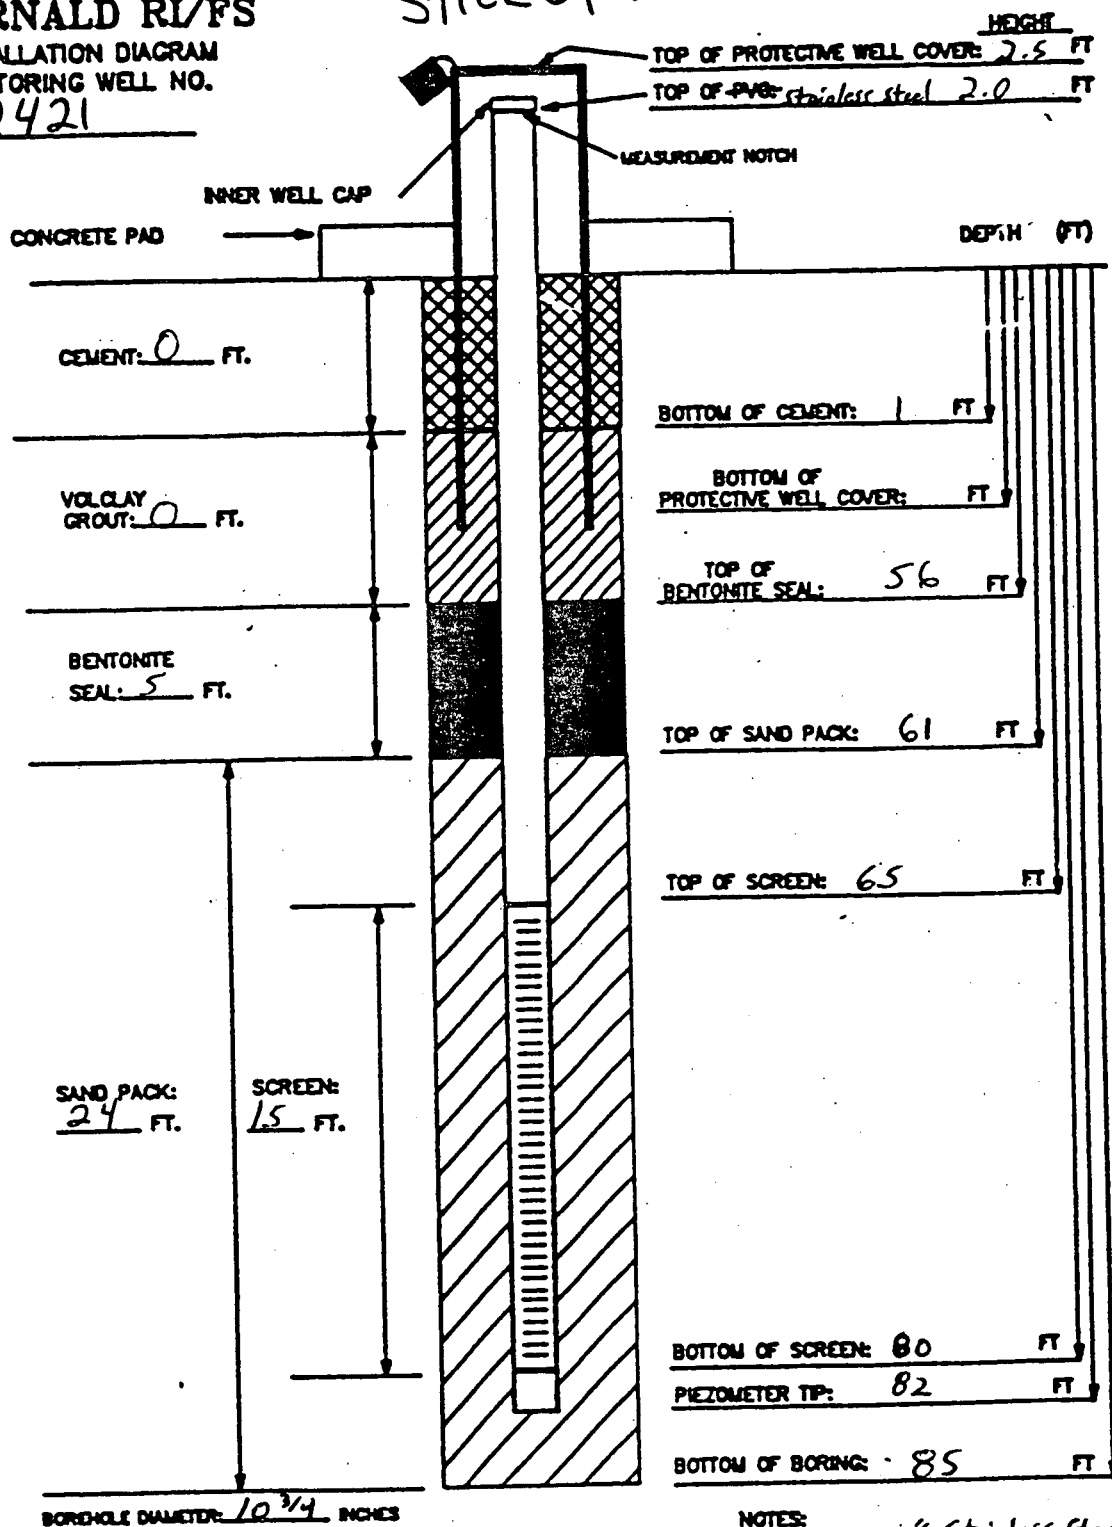 RNALD RI/FS
ALLATION DIAGRAM
TORING WELL NO.
421
HEIGHT
TOP OF PROTECTIVE WELL COVER: 2.5 FT
TOP OF PVC: stainless steel 2.0 FT
MEASUREMENT NOTCH
INNER WELL CAP
CONCRETE PAD
DEPTH (FT)
CEMENT: 0 FT.
BOTTOM OF CEMENT: 1 FT
VOLCLAY
GROUT: 0 FT.
BOTTOM OF
PROTECTIVE WELL COVER: FT
TOP OF
BENTONITE SEAL: 56 FT
BENTONITE
SEAL: 5 FT.
TOP OF SAND PACK: 61 FT
TOP OF SCREEN: 65 FT
SAND PACK:
24 FT.
SCREEN:
15 FT.
BOTTOM OF SCREEN: 80 FT
PIEZOMETER TIP: 82 FT
BOTTOM OF BORING: 85 FT
BOREHOLE DIAMETER: 10 3/4 INCHES
NOTES: